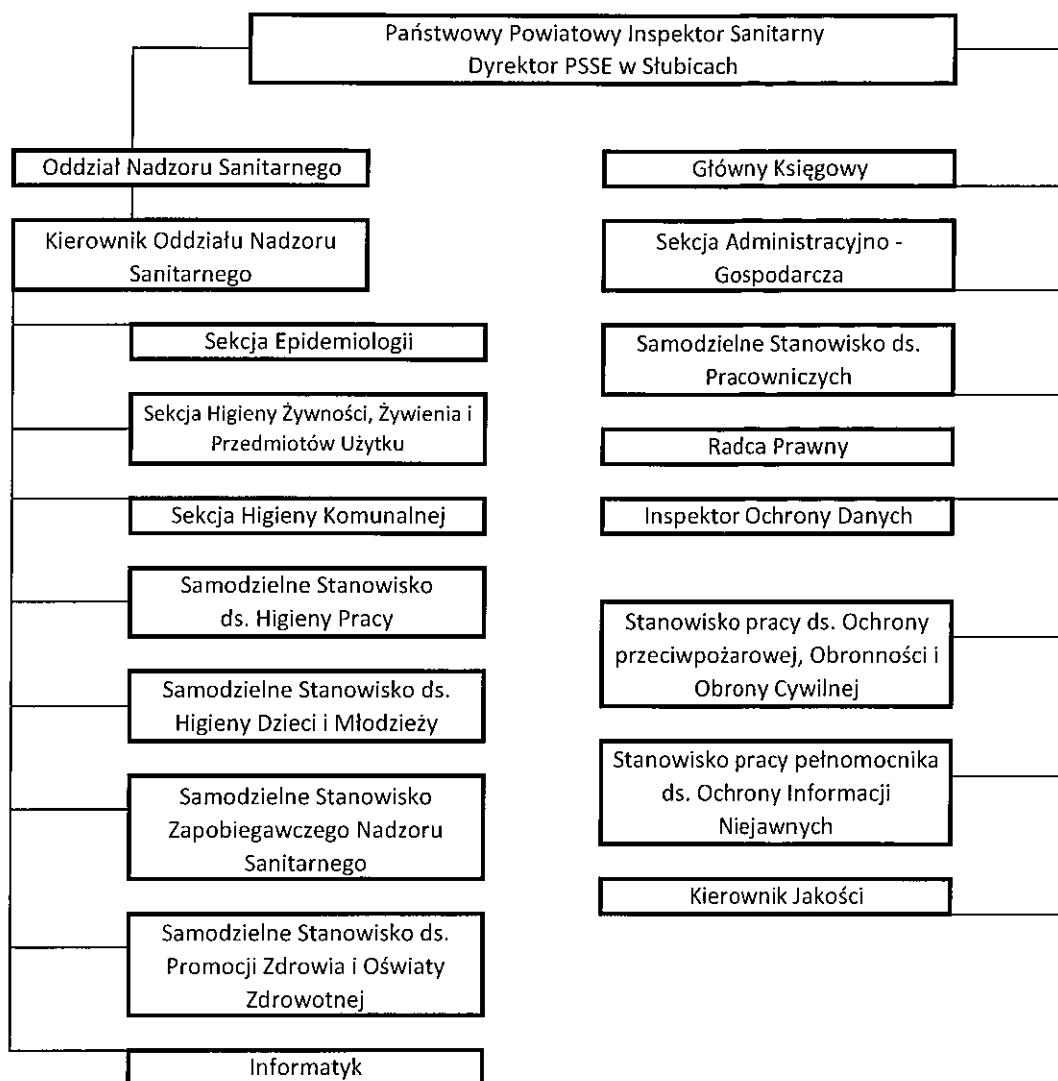 Państwowy Powiatowy Inspektor Sanitarny
Dyrektor PSSE w Słubicach
Oddział Nadzoru Sanitarnego
Kierownik Oddziału Nadzoru
Sanitarnego
Sekcja Epidemiologii
Sekcja Higieny Żywności, Żywienia i
Przedmiotów Użytku
Sekcja Higieny Komunalnej
Samodzielne Stanowisko
ds. Higieny Pracy
Samodzielne Stanowisko ds.
Higieny Dzieci i Młodzieży
Samodzielne Stanowisko
Zapobiegawczego Nadzoru
Sanitarnego
Samodzielne Stanowisko ds.
Promocji Zdrowia i Oświaty
Zdrowotnej
Informatyk
Główny Księgowy
Sekcja Administracyjno -
Gospodarcza
Samodzielne Stanowisko ds.
Pracowniczych
Radca Prawny
Inspektor Ochrony Danych
Stanowisko pracy ds. Ochrony
przeciwpożarowej, Obronności i
Obrony Cywilnej
Stanowisko pracy pełnomocnika
ds. Ochrony Informacji
Niejawnych
Kierownik Jakości